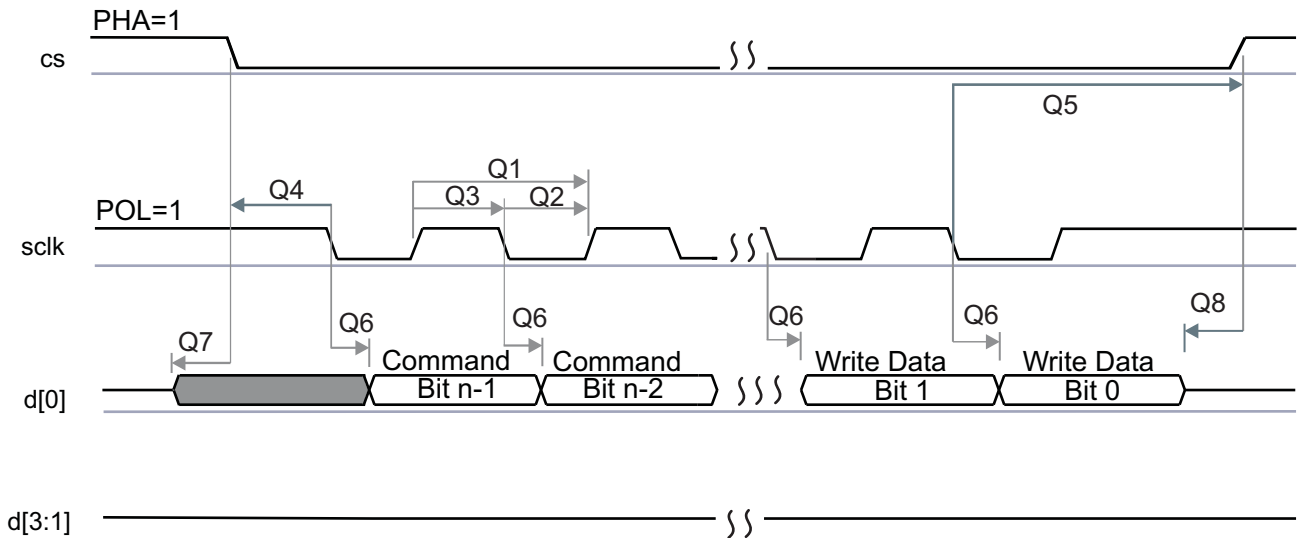 PHA=1
cs
Q5
Q1
Q4
Q3
Q2
POL=1
sclk
Q7
Q6
Q6
Q6
Q6
Q8
Command
Command
Write Data
Write Data
d[0]
Bit n-1
Bit n-2
Bit 1
Bit 0
d[3:1]